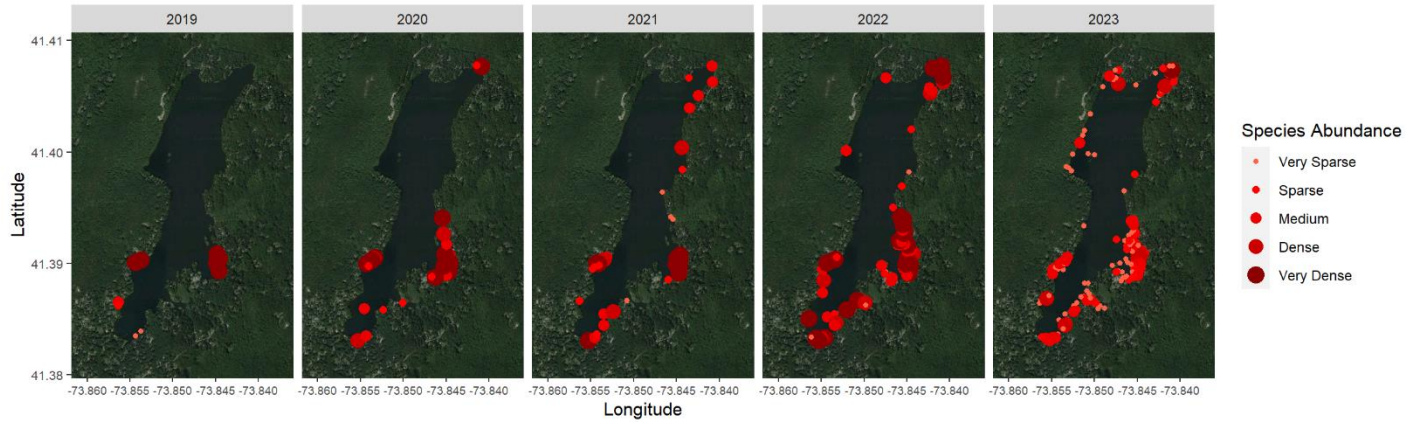 2019 2020 2021 2022 2023
41.41
41.40
41.39
41.38
Latitude
-73.860 -73.855 -73.850 -73.845 -73.840 -73.860 -73.855 -73.850 -73.845 -73.840 -73.860 -73.855 -73.850 -73.845 -73.840 -73.860 -73.855 -73.850 -73.845 -73.840 -73.860 -73.855 -73.850 -73.845 -73.840
Longitude
Species Abundance
Very Sparse
Sparse
Medium
Dense
Very Dense